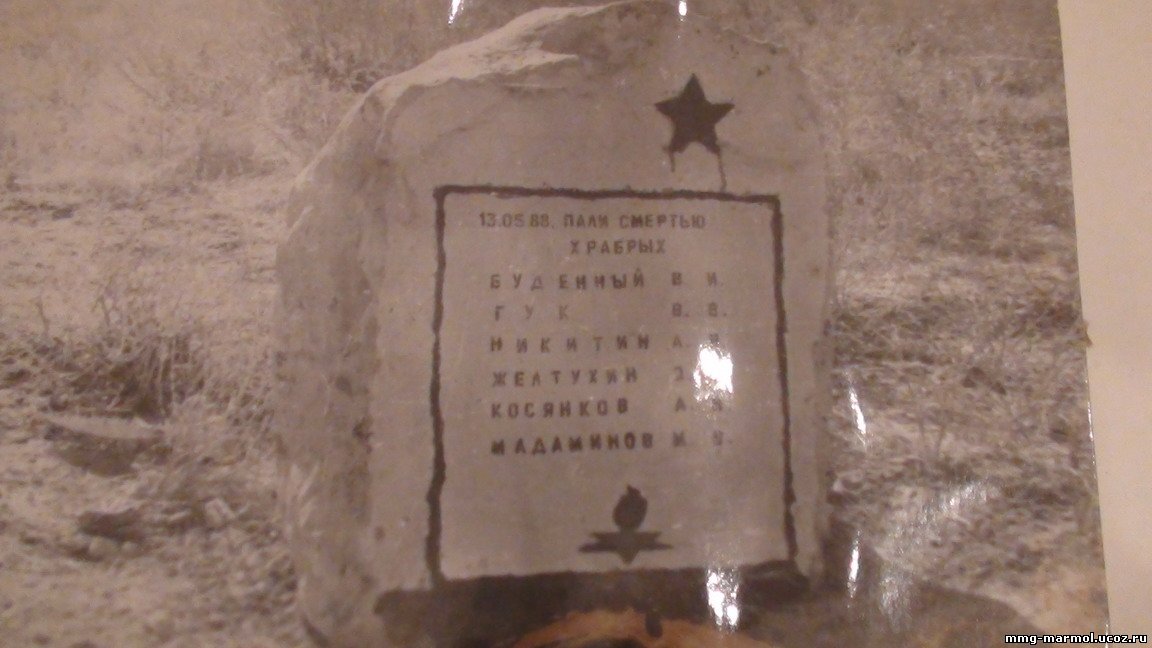 13.05.88. ПАЛИ СМЕРТЬЮ
ХРАБРЫХ
БУДЕННЫЙ В. И.
ГУК В. В.
НИКИТИН А.
ЖЕЛТУХИН
КОСЯНКОВ А.
МАДАМИНОВ М.
mmg-marmol.ucoz.ru